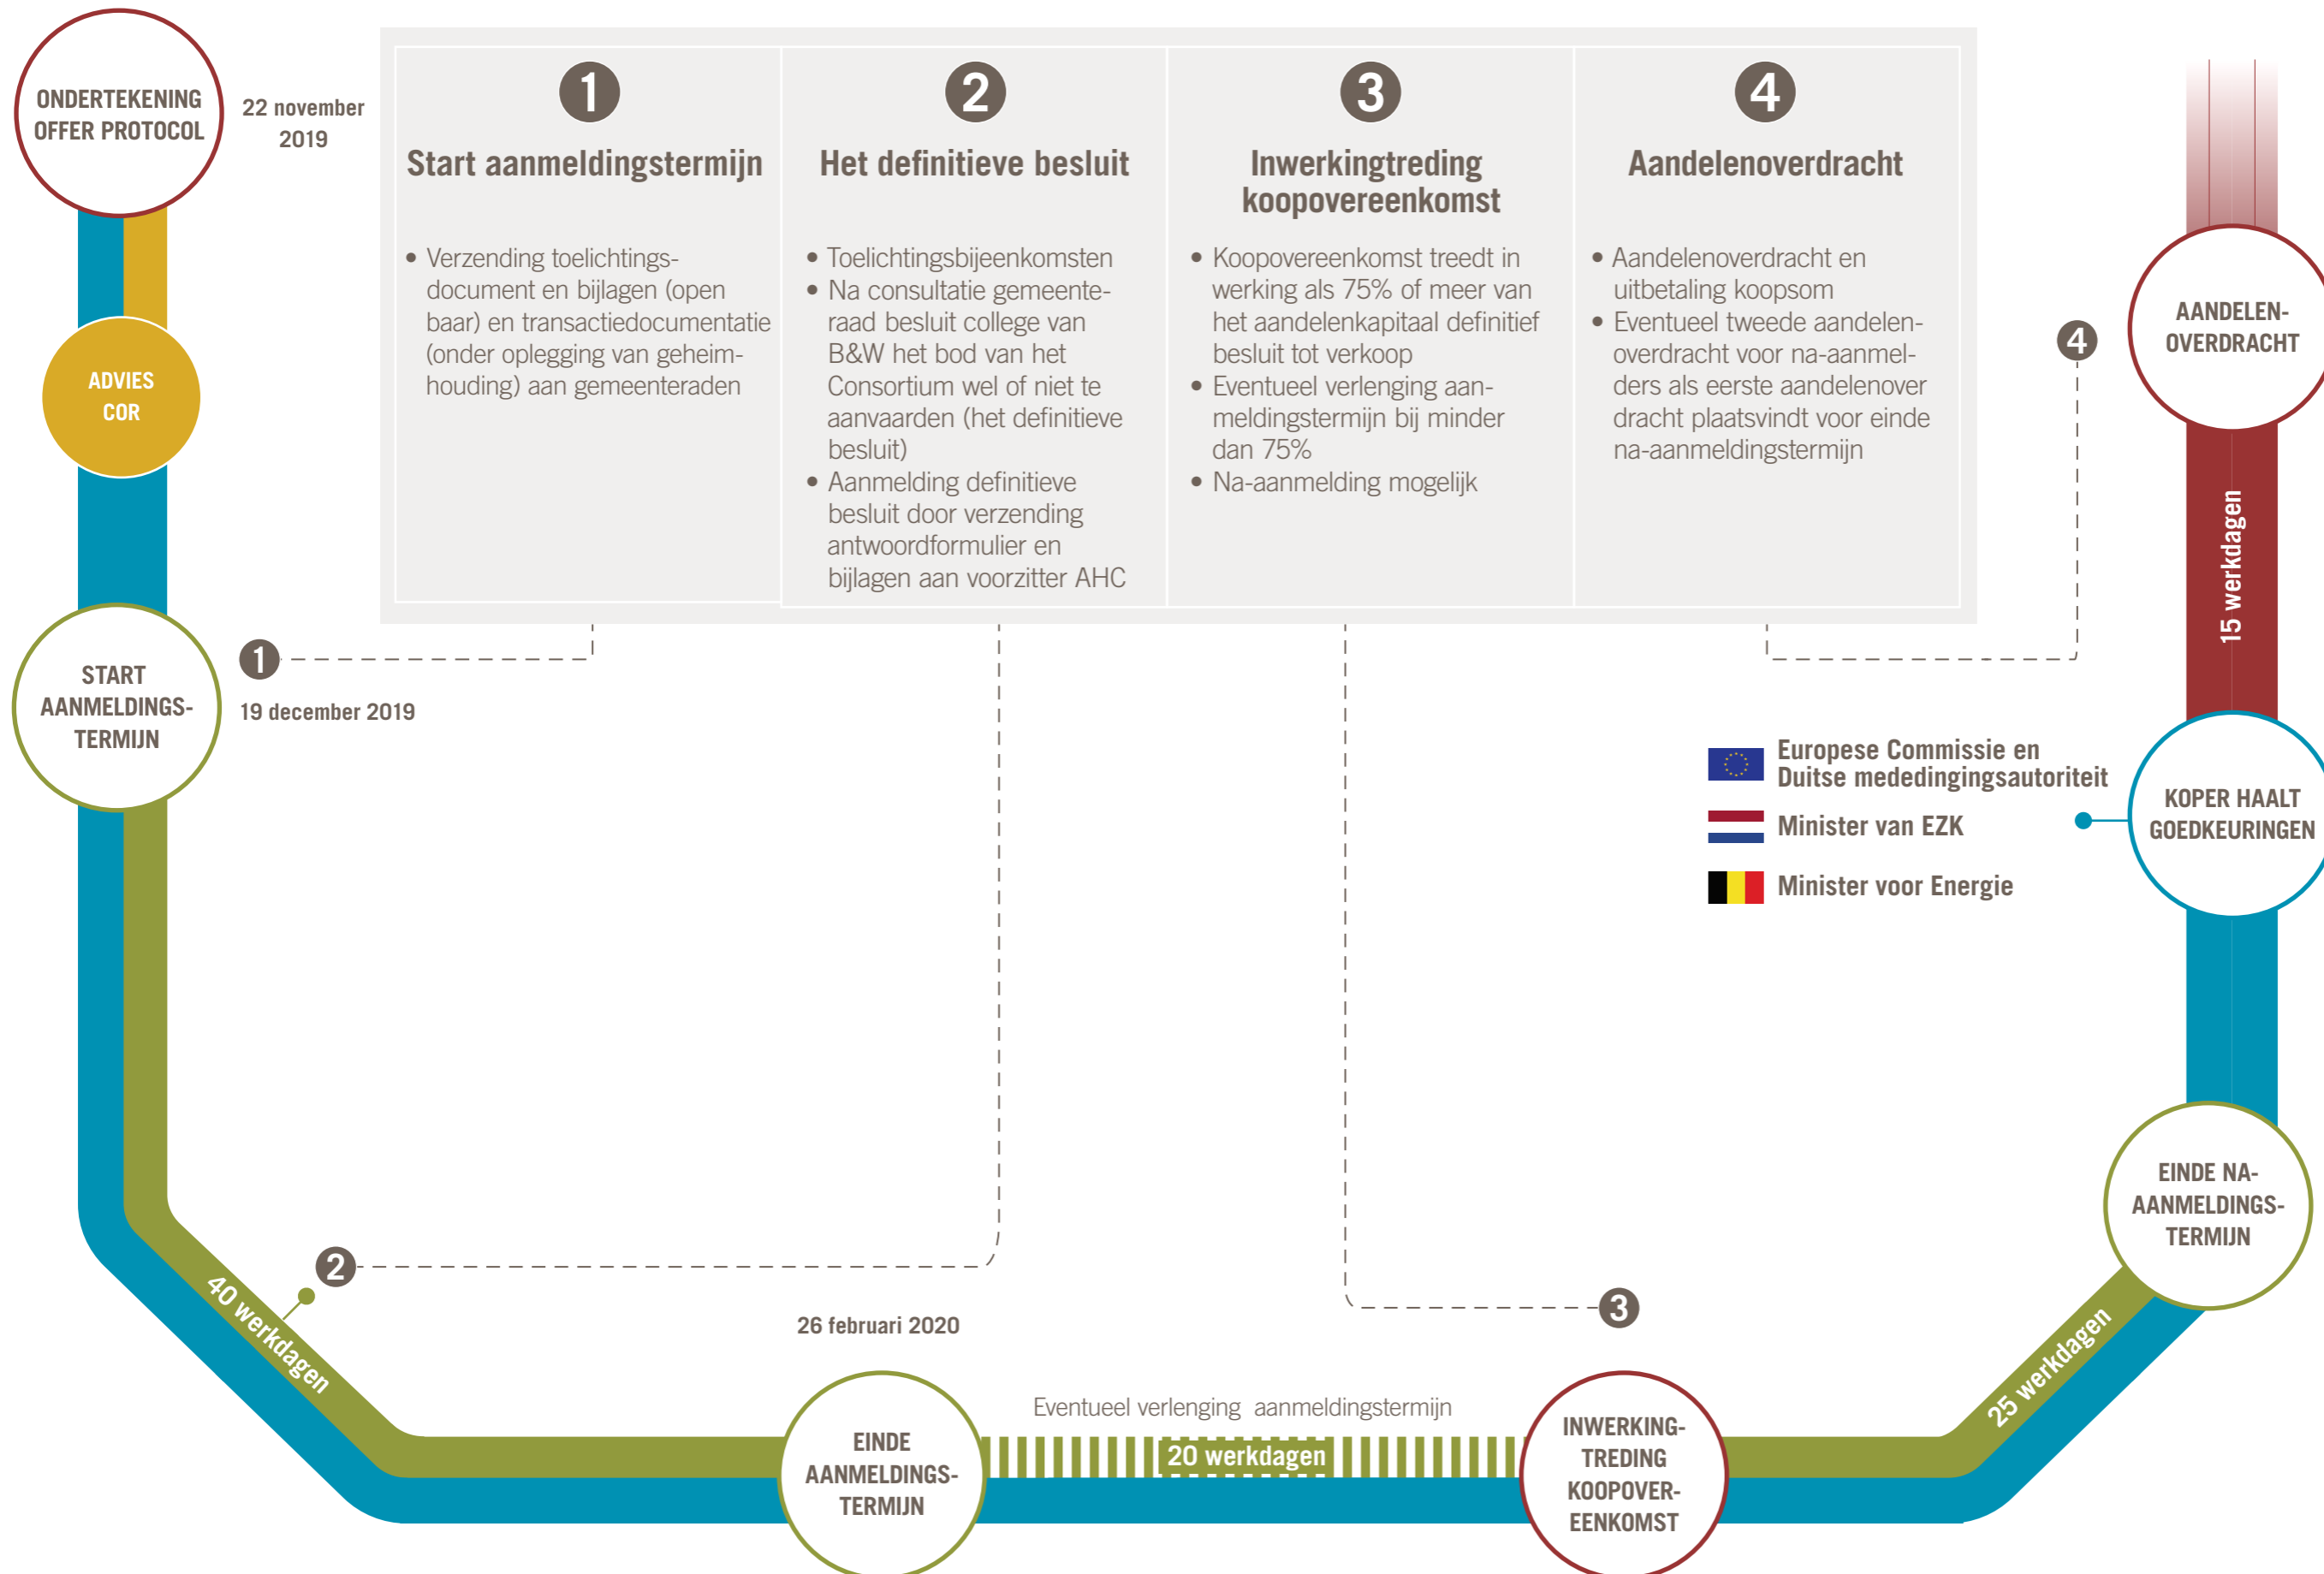 ONDERTEKENING
OFFER PROTOCOL
22 november
2019
ADVIES
COR
START
AANMELDINGS-
TERMIJN
1
19 december 2019
1
Start aanmeldingstermijn
• Verzending toelichtings-
document en bijlagen (open
baar) en transactiedocumentatie
(onder oplegging van geheim-
houding) aan gemeenteraden
2
Het definitieve besluit
• Toelichtingsbijeenkomsten
• Na consultatie gemeente-
raad besluit college van
B&W het bod van het
Consortium wel of niet te
aanvaarden (het definitieve
besluit)
• Aanmelding definitieve
besluit door verzending
antwoordformulier en
bijlagen aan voorzitter AHC
3
Inwerkingtreding
koopovereenkomst
• Koopovereenkomst treedt in
werking als 75% of meer van
het aandelenkapitaal definitief
besluit tot verkoop
• Eventueel verlenging aan-
meldingstermijn bij minder
dan 75%
• Na-aanmelding mogelijk
4
Aandelenoverdracht
• Aandelenoverdracht en
uitbetaling koopsom
• Eventueel tweede aandelen-
overdracht voor na-aanmel-
ders als eerste aandelenover
dracht plaatsvindt voor einde
na-aanmeldingstermijn
2
40 werkdagen
26 februari 2020
EINDE
AANMELDINGS-
TERMIJN
Eventueel verlenging aanmeldingstermijn
20 werkdagen
3
INWERKING-
TREDING
KOOPOVER-
EENKOMST
25 werkdagen
EINDE NA-
AANMELDINGS-
TERMIJN
Europese Commissie en
Duitse mededingingsautoriteit
Minister van EZK
Minister voor Energie
KOPER HAALT
GOEDKEURINGEN
15 werkdagen
4
AANDELEN-
OVERDRACHT